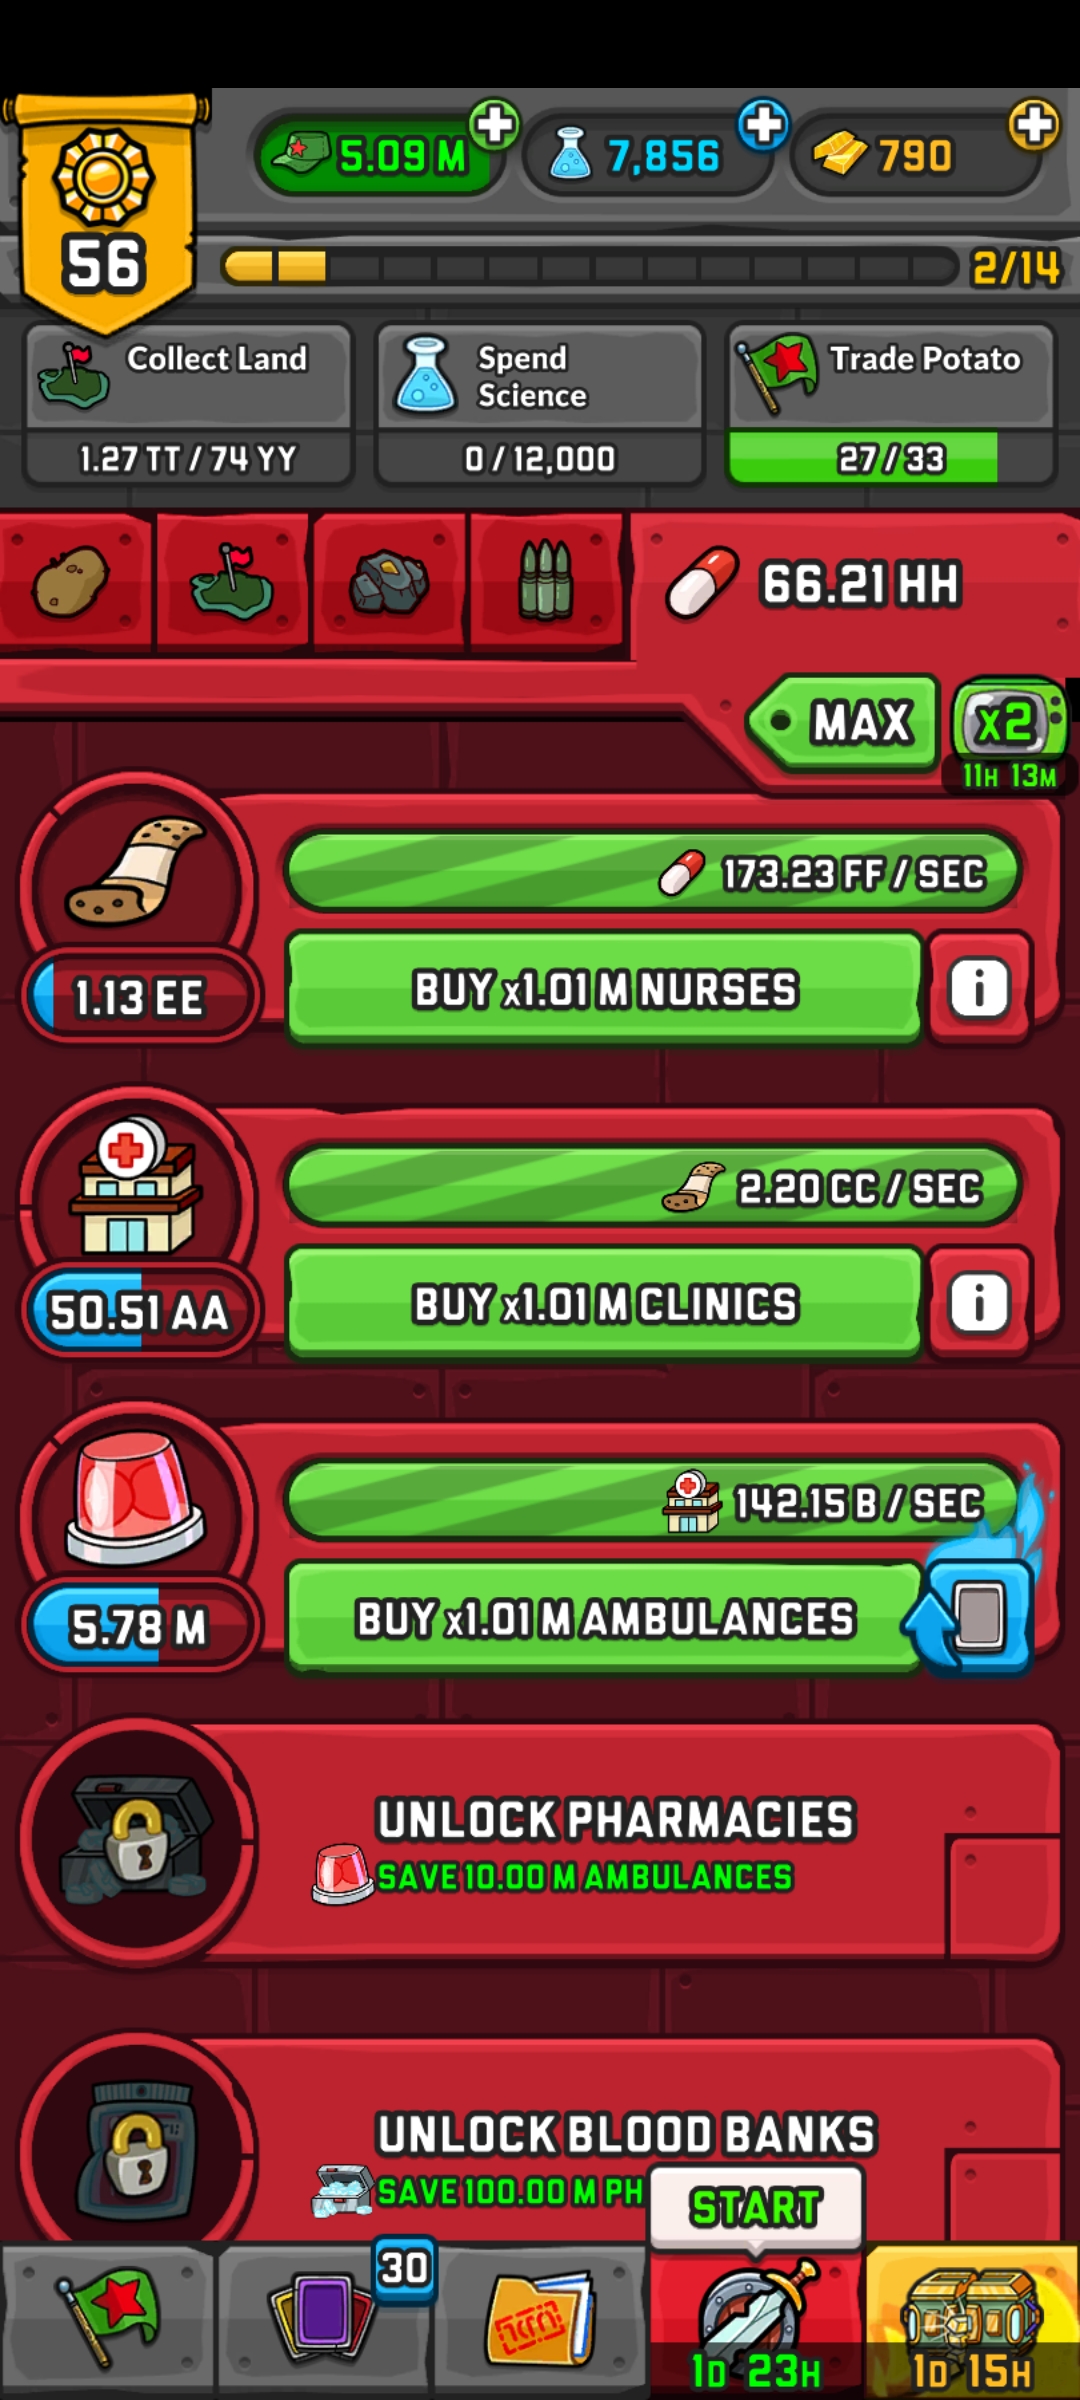 5.09 M
7,856
790
56
2/14
Collect Land
Spend
Science
Trade Potato
1.27 TT / 74 YY
0 / 12,000
27 / 33
66.21 HH
MAX
x2
11H 13M
173.23 FF / SEC
1.13 EE
BUY x1.01 M NURSES
i
2.20 CC / SEC
50.51 AA
BUY x1.01 M CLINICS
i
142.15 B / SEC
5.78 M
BUY x1.01 M AMBULANCES
UNLOCK PHARMACIES
SAVE 10.00 M AMBULANCES
UNLOCK BLOOD BANKS
SAVE 100.00 M PH
START
30
1D 23H
1D 15H